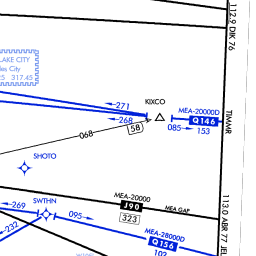 112.9 DIK 76
LAKE CITY
les City
317.45
271
KIXCO
MEA-20000D
Q146
TIMMR
268
58
085
153
068
SHOTO
MEA-20000
J90
MEA GAP
323
SWTHN
269
095
232
MEA-28000D
Q156
102
113.0 ABR 77 JEL